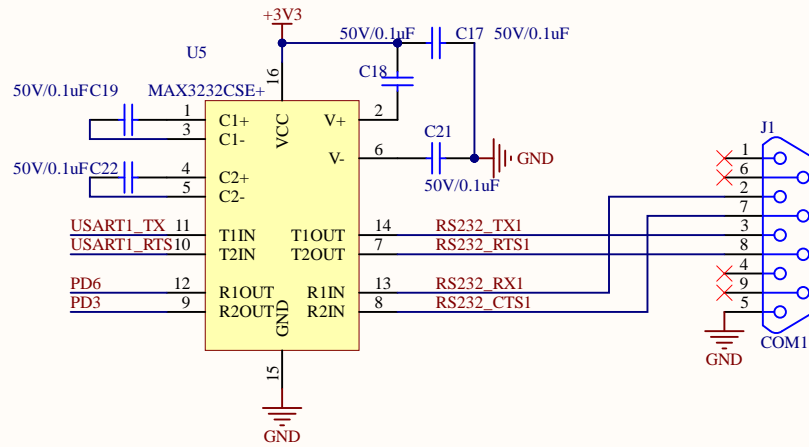 +3V3
U5
50V/0.1uF
C17
50V/0.1uF
C18
16
MAX3232CSE+
50V/0.1uFC19
1
C1+
VCC
V+
2
3
C1-
C21
J1
50V/0.1uFC22
4
C2+
V-
6
GND
1
5
C2-
50V/0.1uF
6
2
USART1_TX
11
T1IN
T1OUT
14
RS232_TX1
7
3
USART1_RTS
10
T2IN
T2OUT
7
RS232_RTS1
8
4
PD6
12
R1OUT
R1IN
13
RS232_RX1
9
PD3
9
R2OUT
GND
R2IN
8
RS232_CTS1
5
COM1
15
GND
GND